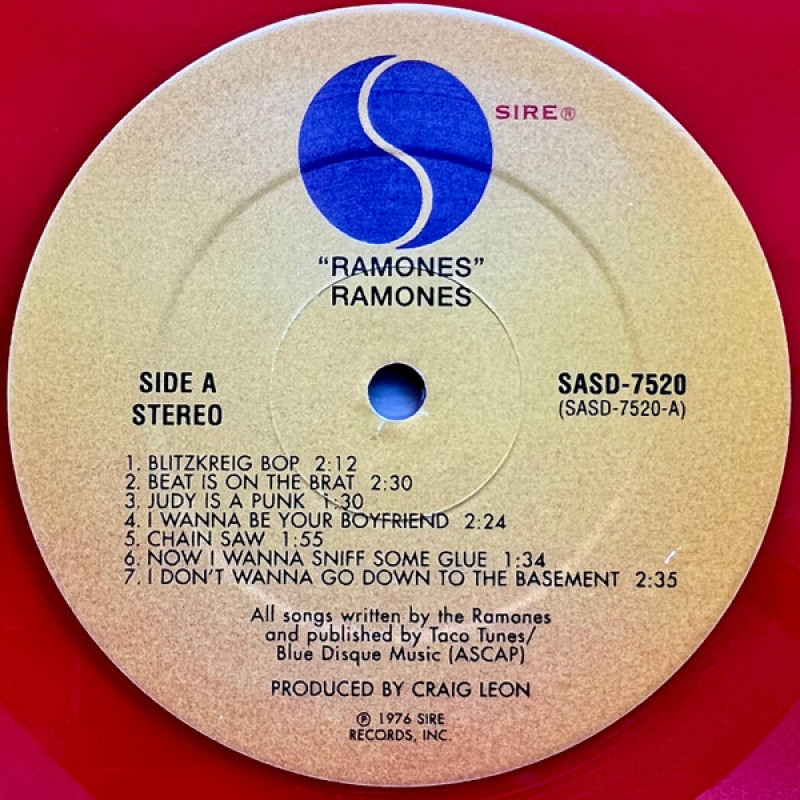 SIRE®
"RAMONES"
RAMONES
SIDE A
STEREO
SASD-7520
(SASD-7520-A)
1. BLITZKREIG BOP 2:12
2. BEAT IS ON THE BRAT 2:30
3. JUDY IS A PUNK 1:30
4. I WANNA BE YOUR BOYFRIEND 2:24
5. CHAIN SAW 1:55
6. NOW I WANNA SNIFF SOME GLUE 1:34
7. I DON'T WANNA GO DOWN TO THE BASEMENT 2:35
All songs written by the Ramones
and published by Taco Tunes/
Blue Disque Music (ASCAP)
PRODUCED BY CRAIG LEON
℗ 1976 SIRE
RECORDS, INC.